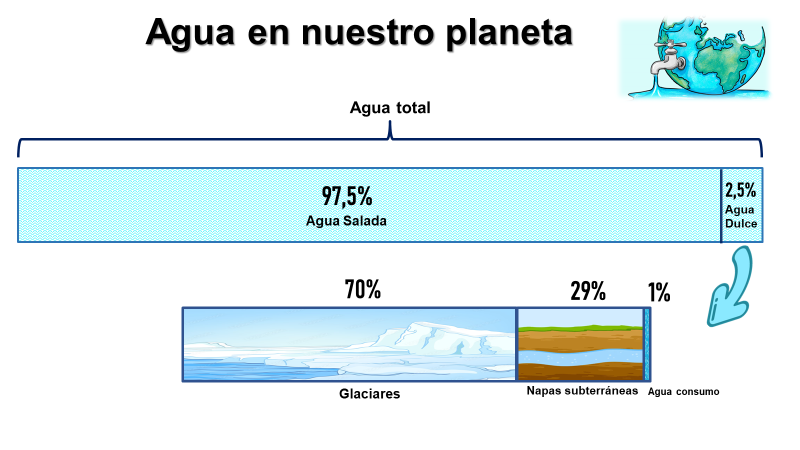 Agua en nuestro planeta
Agua total
97,5%
Agua Salada
2,5%
Agua
Dulce
70%
29%
1%
Glaciares
Napas subterráneas
Agua consumo